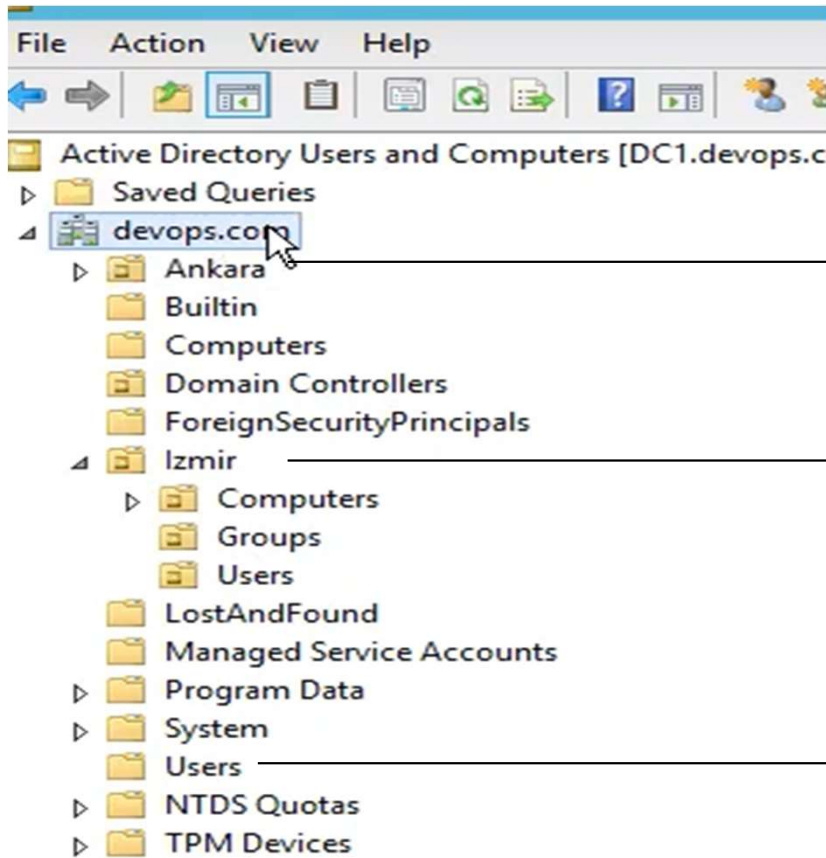 File Action View Help
Active Directory Users and Computers [DC1.devops.c
Saved Queries
devops.com
Ankara
Builtin
Computers
Domain Controllers
ForeignSecurityPrincipals
Izmir
Computers
Groups
Users
LostAndFound
Managed Service Accounts
Program Data
System
Users
NTDS Quotas
TPM Devices